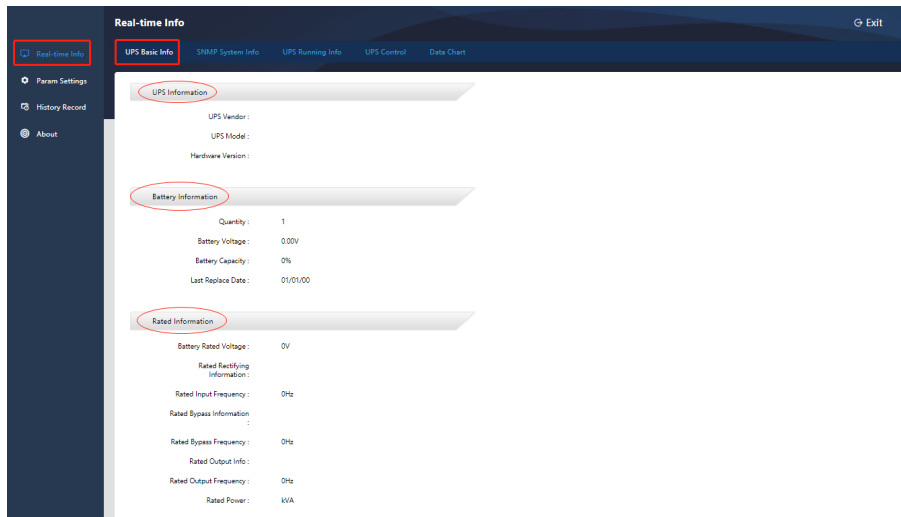 Real-time Info
Exit
Real-time Info
Param Settings
History Record
About
UPS Basic Info
SNMP System Info
UPS Running Info
UPS Control
Data Chart
UPS Information
UPS Vendor :
UPS Model :
Hardware Version :
Battery Information
Quantity : 1
Battery Voltage : 0.00V
Battery Capacity : 0%
Last Replace Date : 01/01/00
Rated Information
Battery Rated Voltage : 0V
Rated Rectifying
Information :
Rated Input Frequency : 0Hz
Rated Bypass Information
:
Rated Bypass Frequency : 0Hz
Rated Output Info :
Rated Output Frequency : 0Hz
Rated Power : kVA